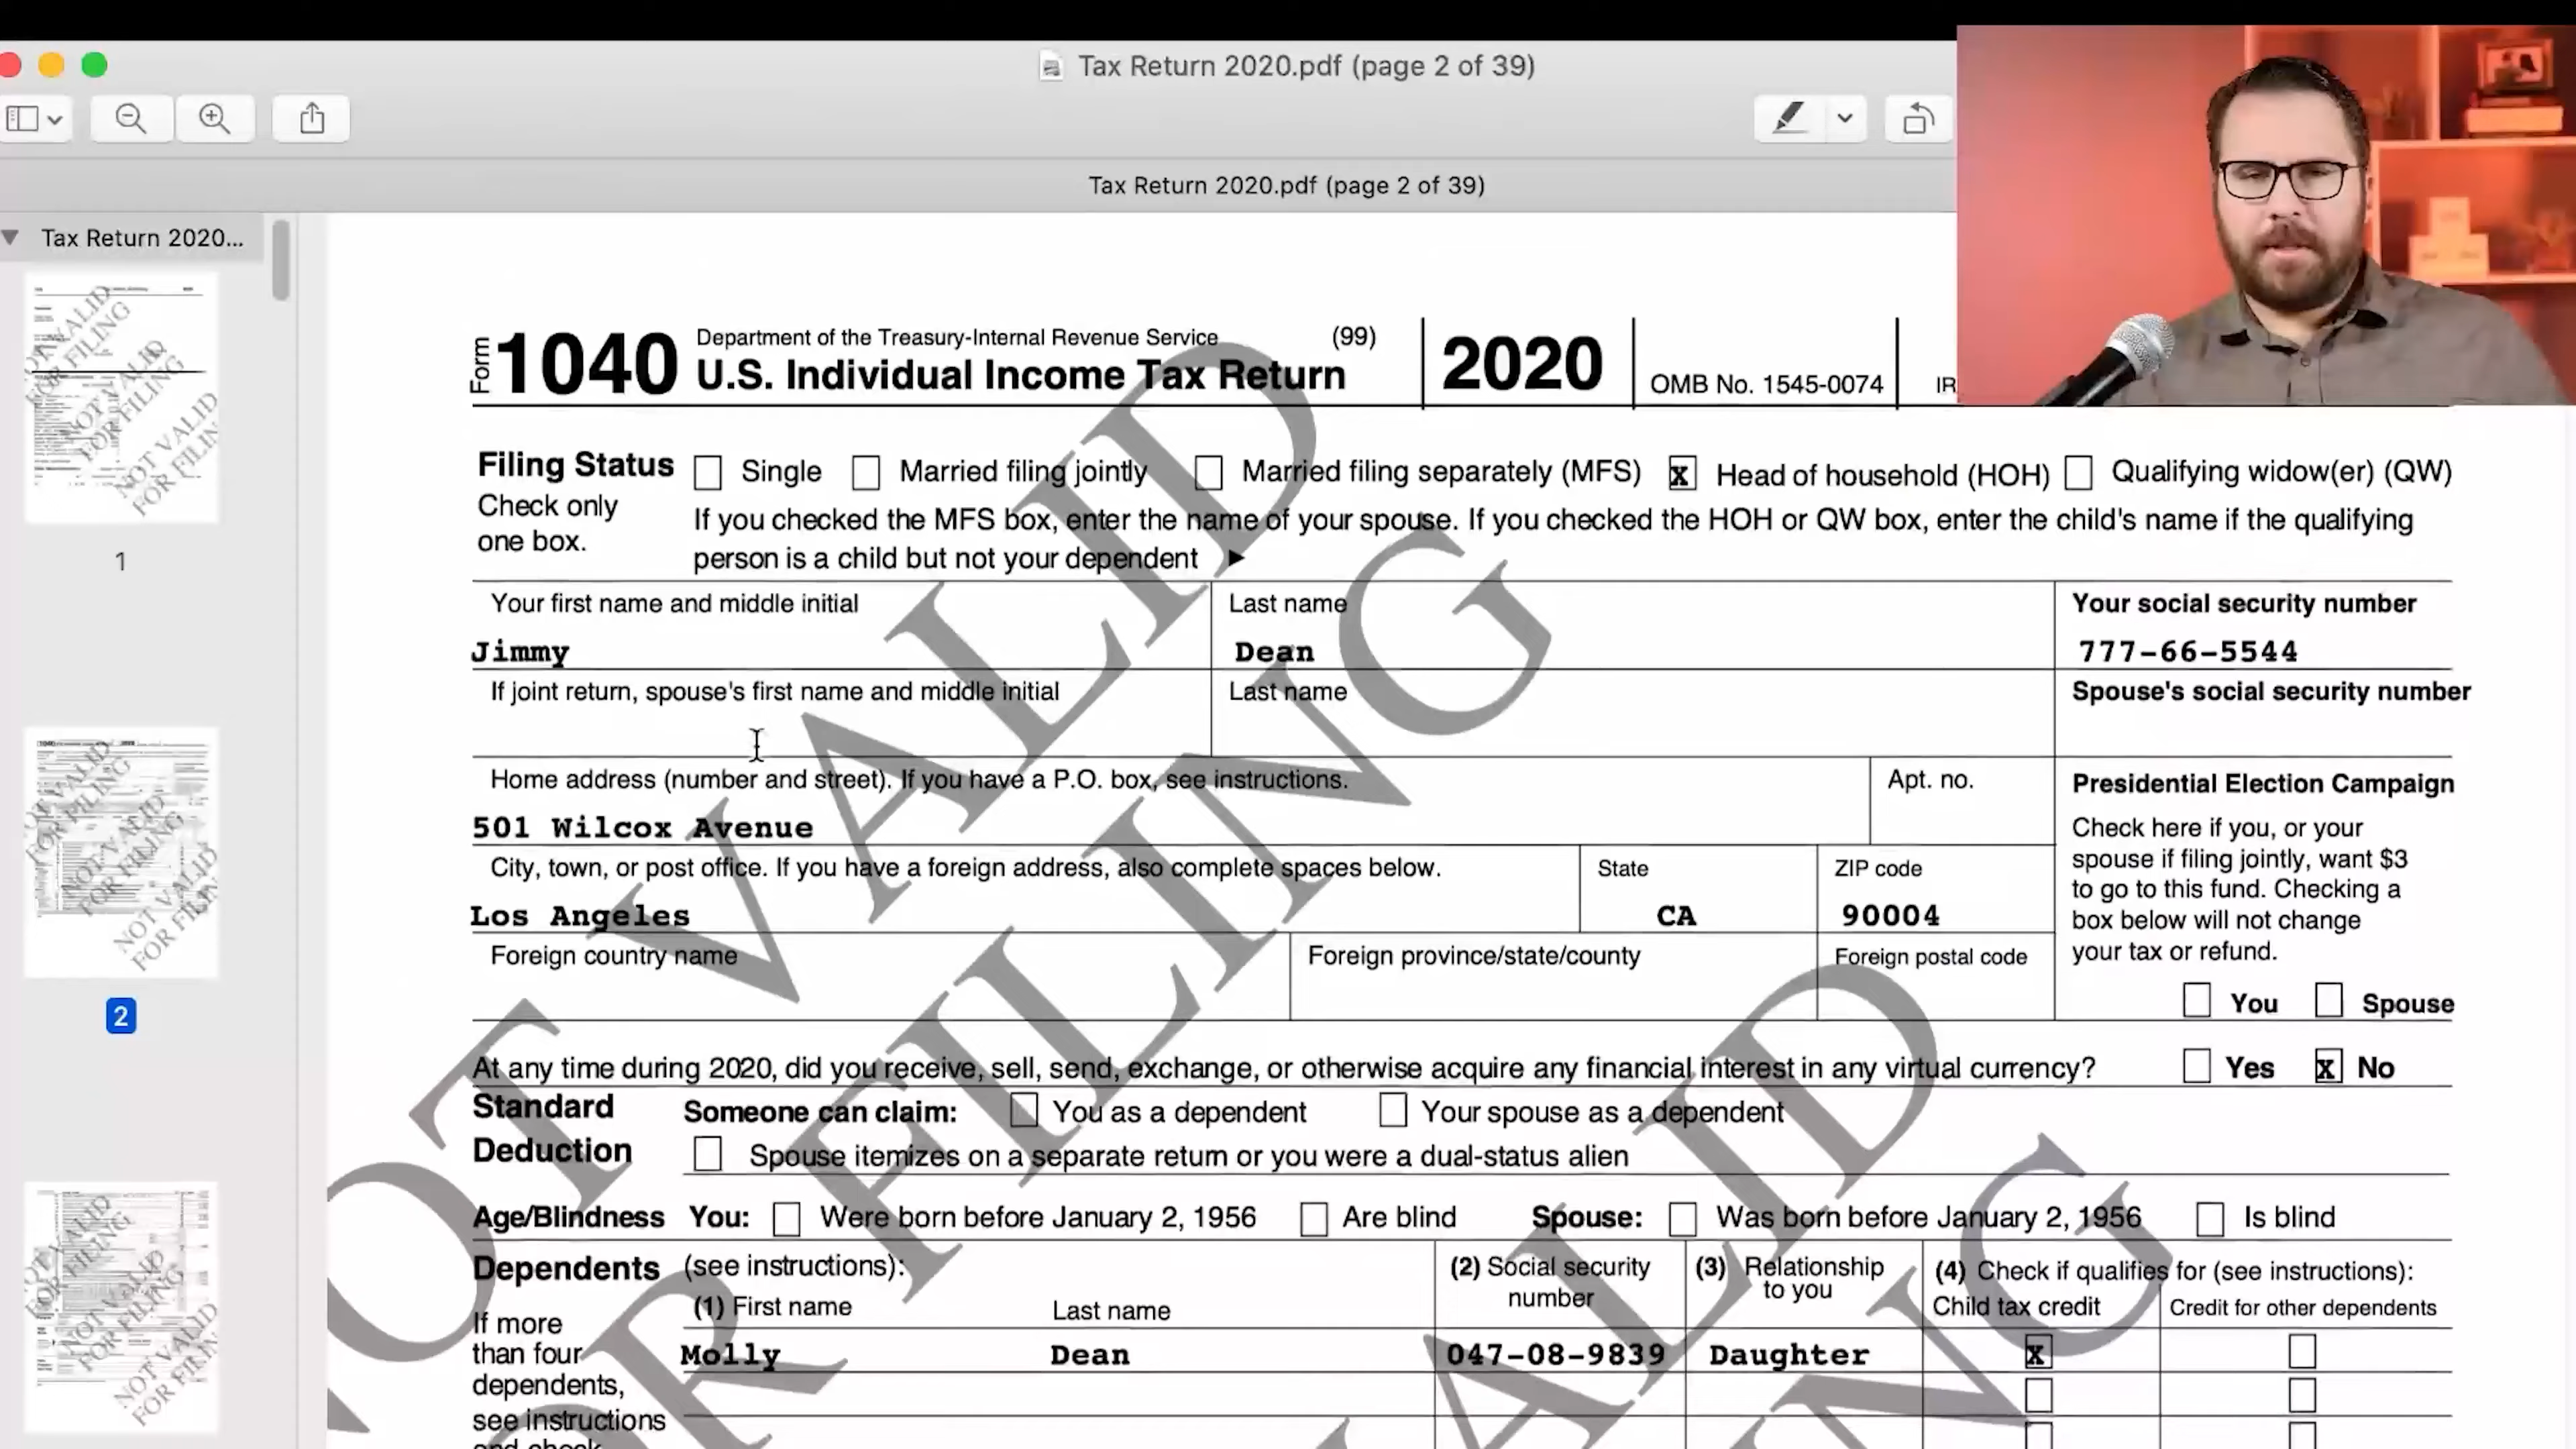 Tax Return 2020.pdf (page 2 of 39)
Tax Return 2020.pdf (page 2 of 39)
Tax Return 2020...
NOT VALID
FOR FILING
NOT VALID
FOR FILING
NOT VALID
1
2
Form 1040 Department of the Treasury-Internal Revenue Service (99)
U.S. Individual Income Tax Return
2020
OMB No. 1545-0074
IR
Filing Status Single Married filing jointly Married filing separately (MFS) X Head of household (HOH) Qualifying widow(er) (QW)
Check only
one box.
If you checked the MFS box, enter the name of your spouse. If you checked the HOH or QW box, enter the child's name if the qualifying
person is a child but not your dependent ►
Your first name and middle initial Last name Your social security number
Jimmy Dean 777-66-5544
If joint return, spouse's first name and middle initial Last name Spouse's social security number
Home address (number and street). If you have a P.O. box, see instructions. Apt. no.
501 Wilcox Avenue
City, town, or post office. If you have a foreign address, also complete spaces below. State ZIP code
Los Angeles CA 90004
Foreign country name Foreign province/state/county Foreign postal code
Presidential Election Campaign
Check here if you, or your
spouse if filing jointly, want $3
to go to this fund. Checking a
box below will not change
your tax or refund.
You Spouse
At any time during 2020, did you receive, sell, send, exchange, or otherwise acquire any financial interest in any virtual currency? Yes X No
Standard
Deduction
Someone can claim: You as a dependent Your spouse as a dependent
Spouse itemizes on a separate return or you were a dual-status alien
Age/Blindness You: Were born before January 2, 1956 Are blind Spouse: Was born before January 2, 1956 Is blind
Dependents (see instructions):
(1) First name Last name
(2) Social security
number
(3) Relationship
to you
(4) Check if qualifies for (see instructions):
Child tax credit Credit for other dependents
If more
than four
dependents,
see instructions
and check
Molly Dean 047-08-9839 Daughter X
NOT VALID
FOR FILING
VALID
NG